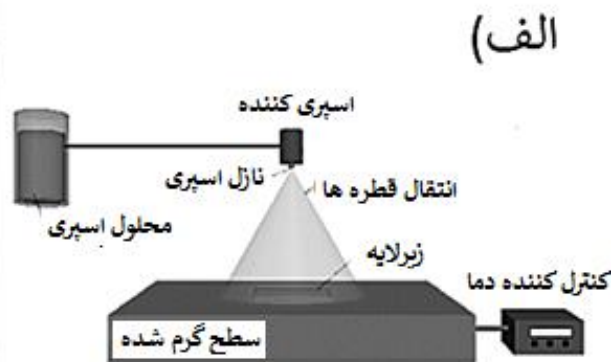 الف)
اسپری کننده
نازل اسپری
انتقال قطره ها
محلول اسپری
زیرلایه
کنترل کننده دما
سطح گرم شده